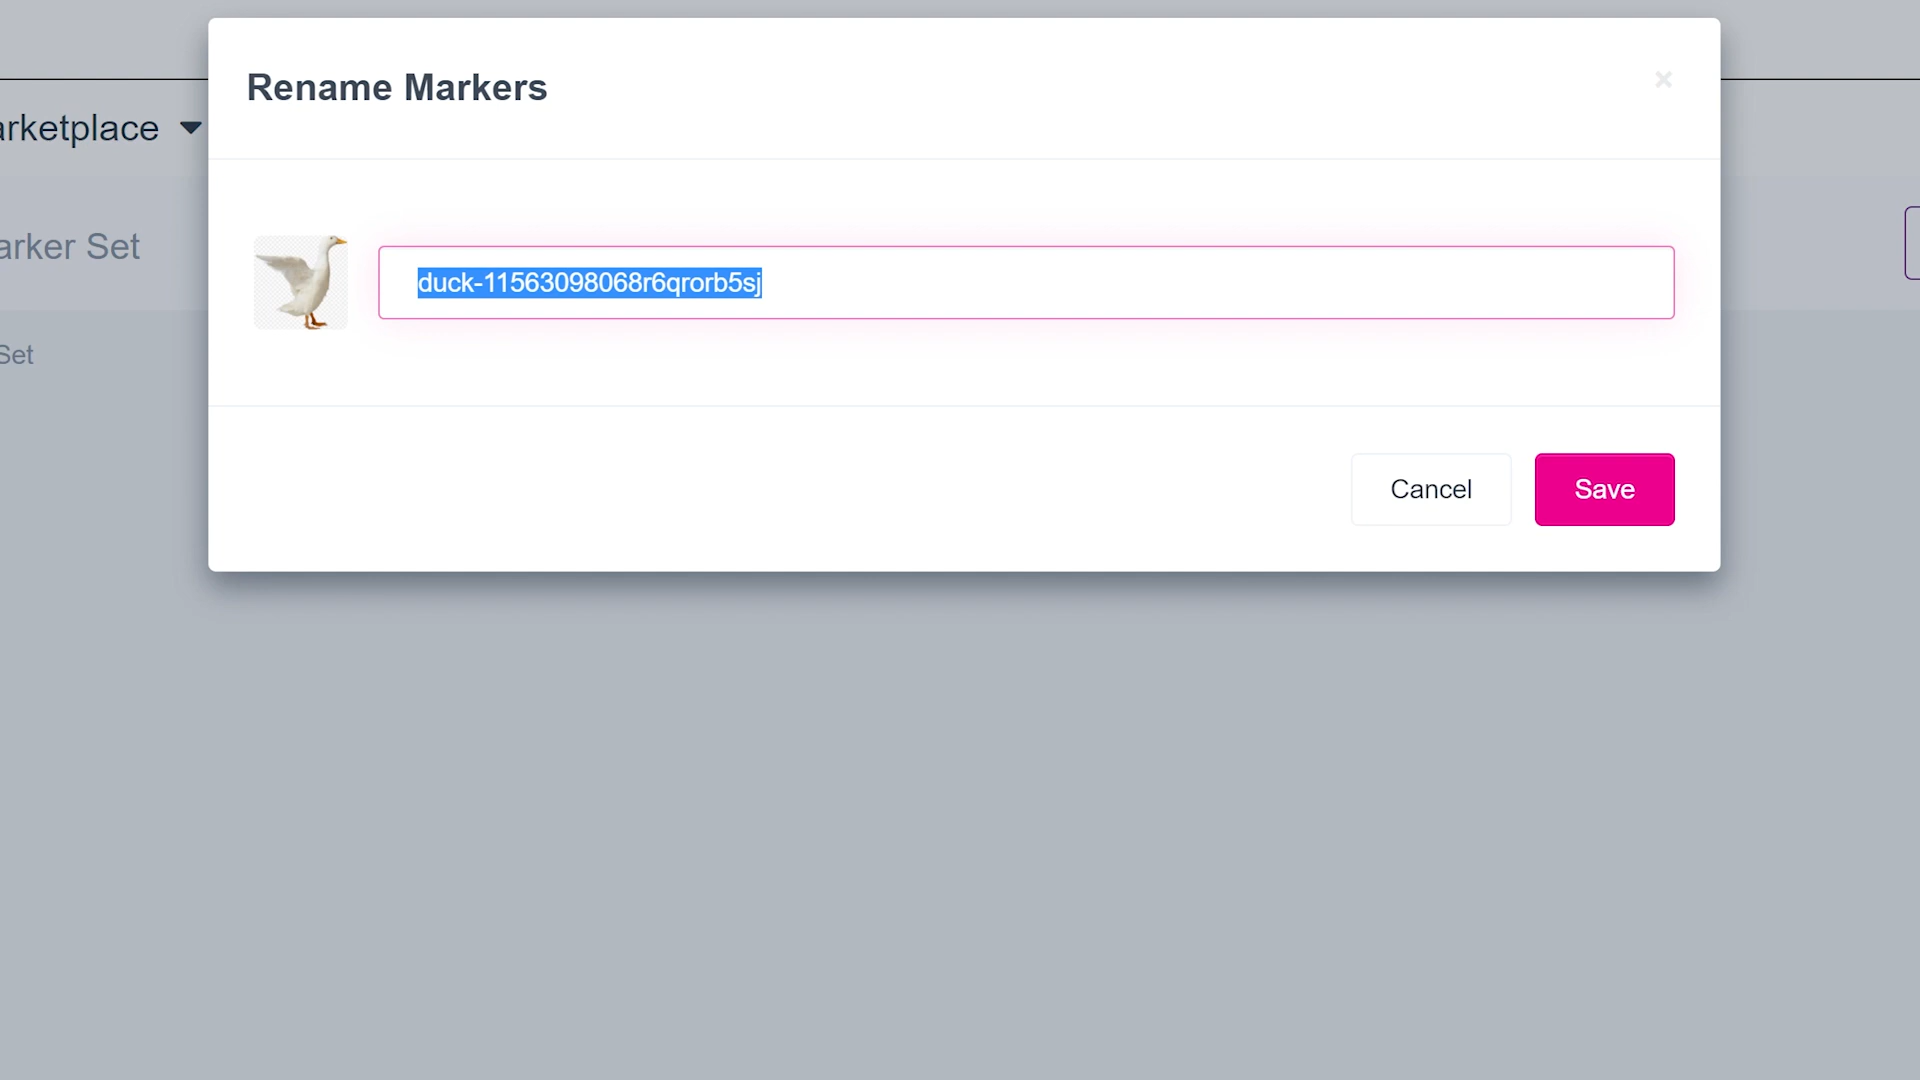 Rename Markers
×
arketplace
arker Set
duck-11563098068r6qrorb5sj
Set
Cancel
Save